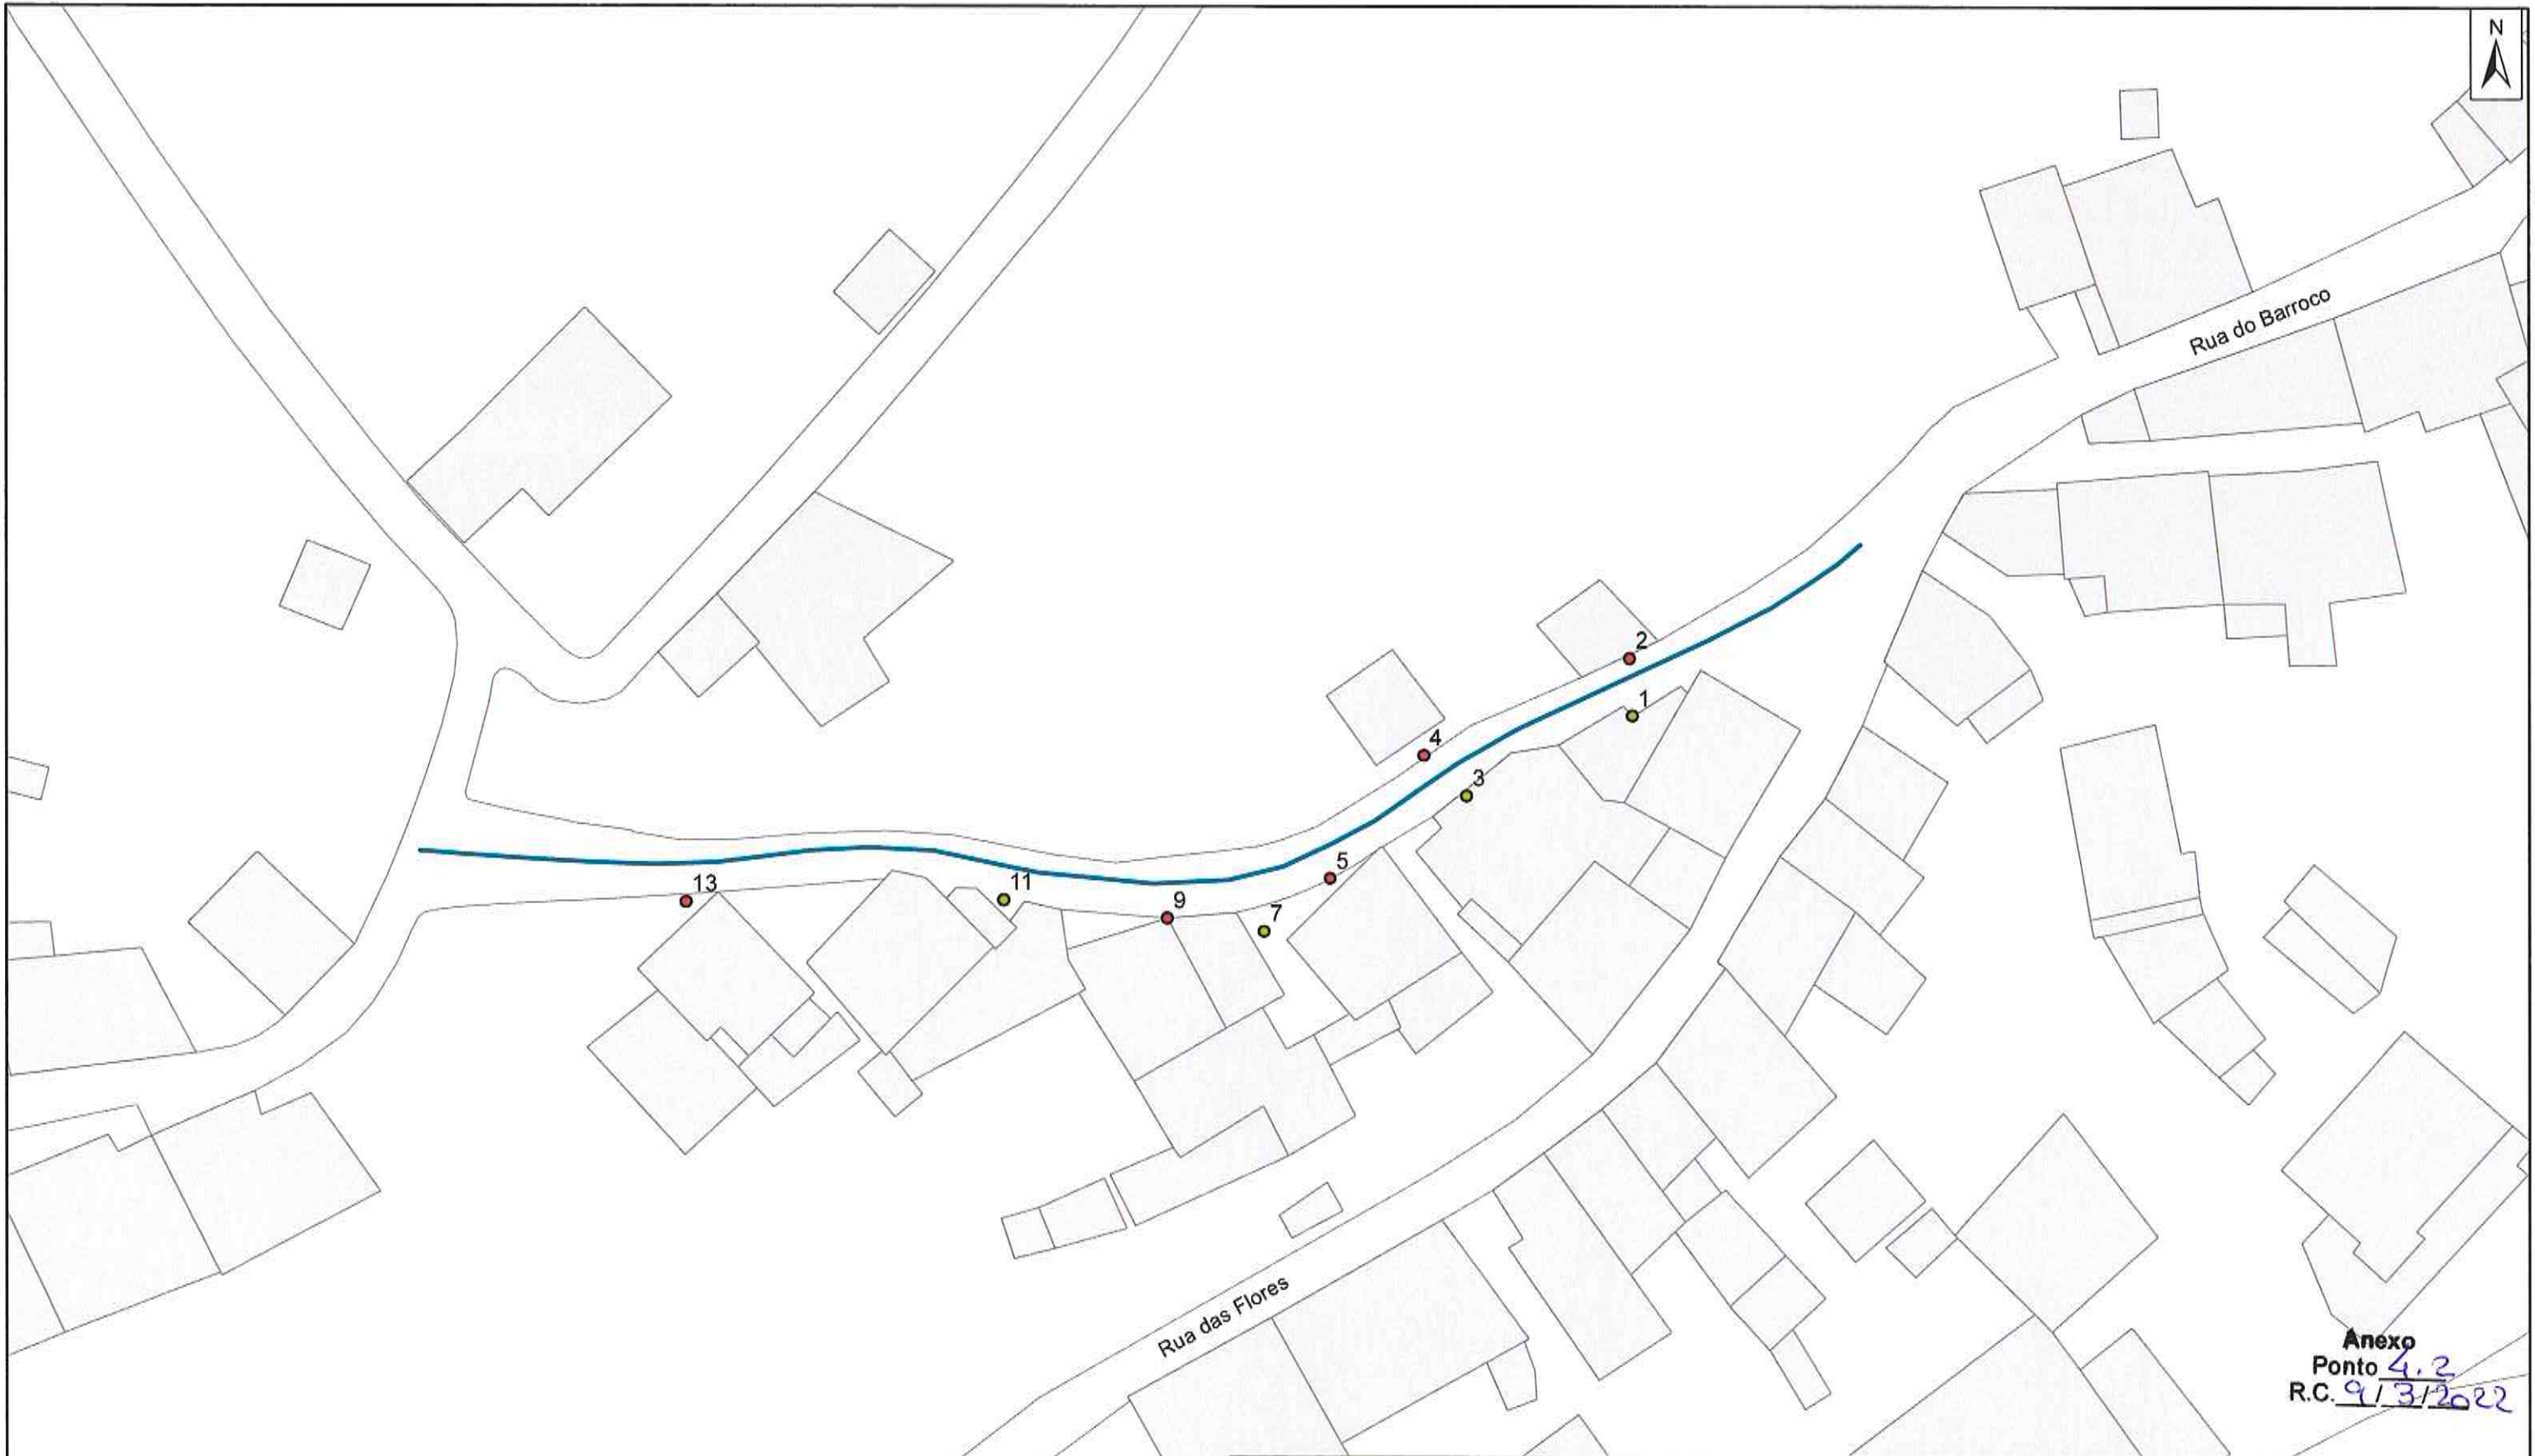 N
Rua do Barroco
2
1
4
3
5
13
11
9
7
Rua das Flores
Anexo
Ponto 4.2
R.C. 9/3/2022